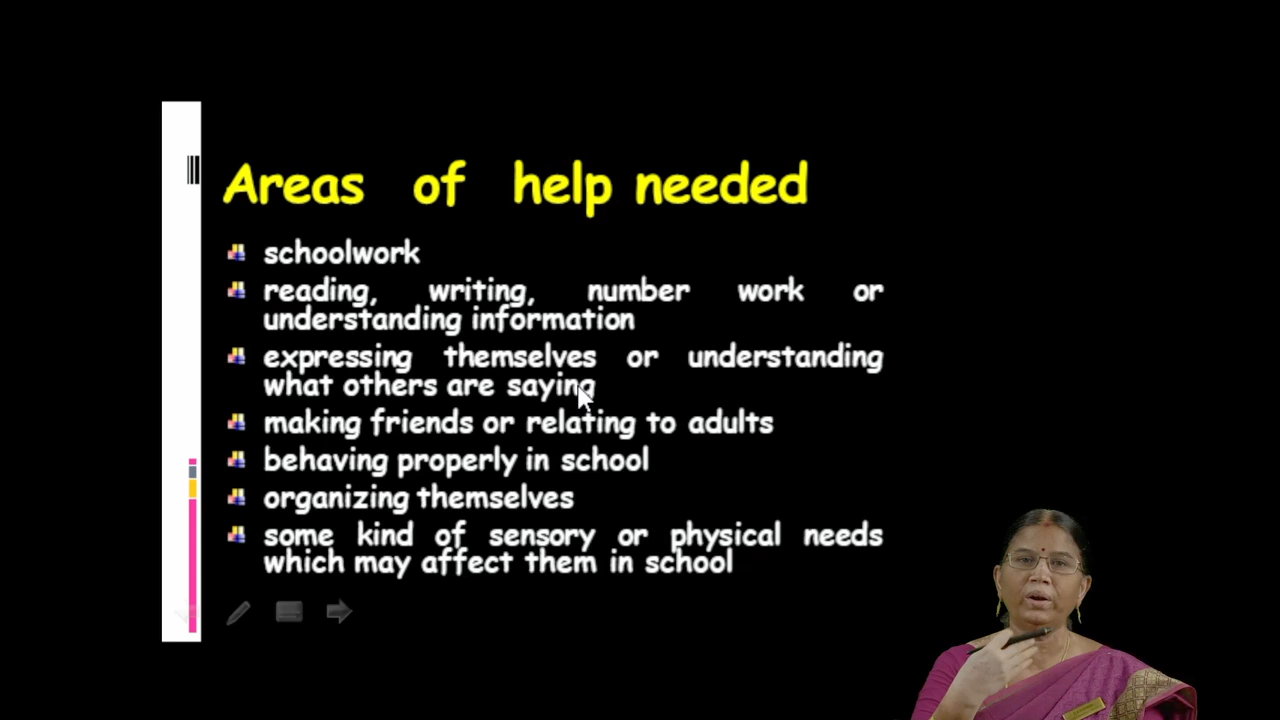 Areas of help needed
schoolwork
reading, writing, number work or
understanding information
expressing themselves or understanding
what others are saying
making friends or relating to adults
behaving properly in school
organizing themselves
some kind of sensory or physical needs
which may affect them in school